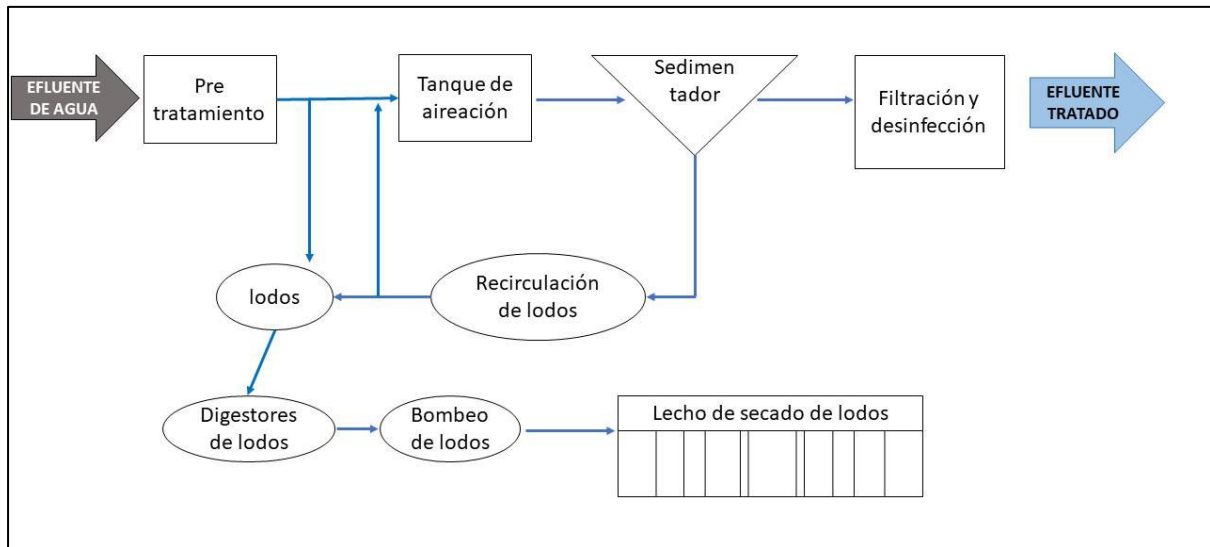 EFLUENTE
DE AGUA
Pre
tratamiento
Tanque de
aireación
Sedimen
tador
Filtración y
desinfección
EFLUENTE
TRATADO
lodos
Recirculación
de lodos
Digestores
de lodos
Bombeo
de lodos
Lecho de secado de lodos